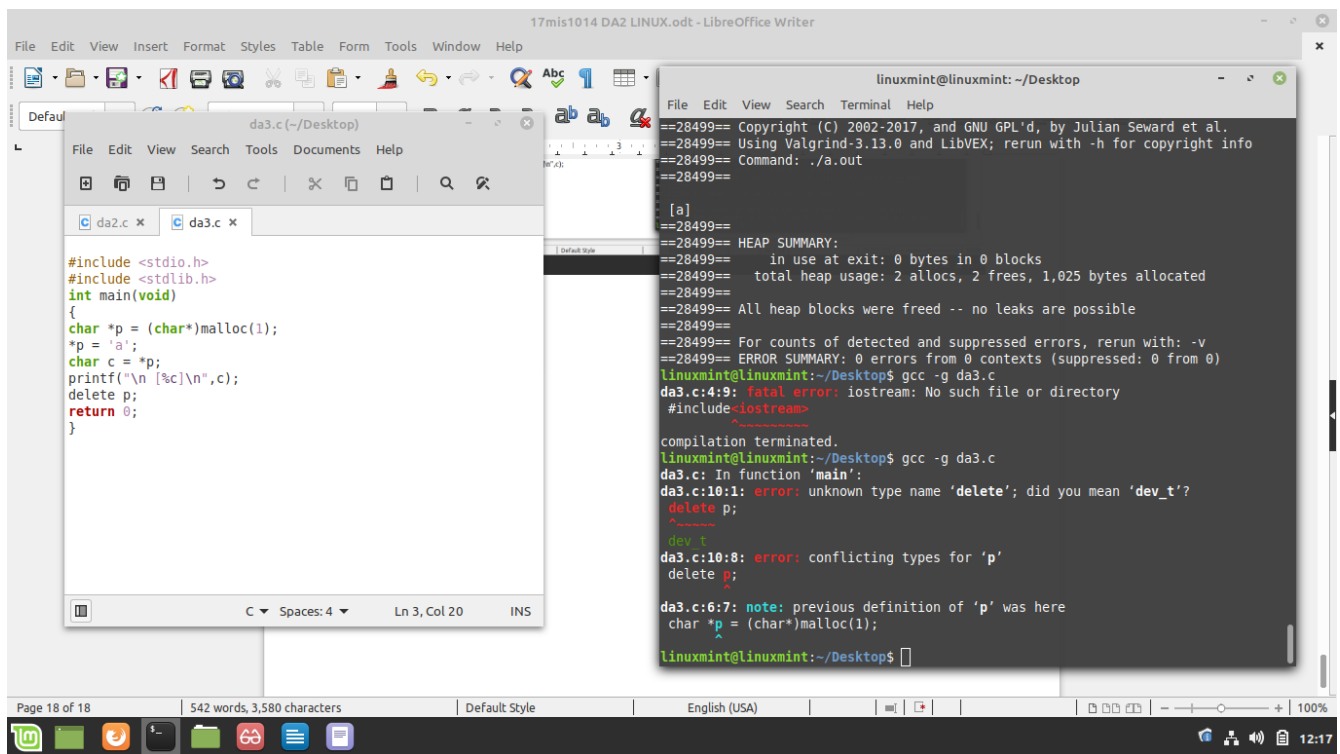 17mis1014 DA2 LINUX.odt - LibreOffice Writer
File Edit View Insert Format Styles Table Form Tools Window Help
Defau
3
\n",c);
Default Style
da3.c (~/Desktop)
File Edit View Search Tools Documents Help
da2.c
da3.c
#include <stdio.h>
#include <stdlib.h>
int main(void)
{
char *p = (char*)malloc(1);
*p = 'a';
char c = *p;
printf("\n [%c]\n",c);
delete p;
return 0;
}
C Spaces: 4 Ln 3, Col 20 INS
linuxmint@linuxmint: ~/Desktop
File Edit View Search Terminal Help
==28499== Copyright (C) 2002-2017, and GNU GPL'd, by Julian Seward et al.
==28499== Using Valgrind-3.13.0 and LibVEX; rerun with -h for copyright info
==28499== Command: ./a.out
==28499==
[a]
==28499==
==28499== HEAP SUMMARY:
==28499== in use at exit: 0 bytes in 0 blocks
==28499== total heap usage: 2 allocs, 2 frees, 1,025 bytes allocated
==28499==
==28499== All heap blocks were freed -- no leaks are possible
==28499==
==28499== For counts of detected and suppressed errors, rerun with: -v
==28499== ERROR SUMMARY: 0 errors from 0 contexts (suppressed: 0 from 0)
linuxmint@linuxmint:~/Desktop$ gcc -g da3.c
da3.c:4:9: fatal error: iostream: No such file or directory
#include<iostream>
^~~~~~~~~~
compilation terminated.
linuxmint@linuxmint:~/Desktop$ gcc -g da3.c
da3.c: In function ‘main’:
da3.c:10:1: error: unknown type name ‘delete’; did you mean ‘dev_t’?
delete p;
^~~~~~
dev_t
da3.c:10:8: error: conflicting types for ‘p’
delete p;
^
da3.c:6:7: note: previous definition of ‘p’ was here
char *p = (char*)malloc(1);
^
linuxmint@linuxmint:~/Desktop$
Page 18 of 18 542 words, 3,580 characters Default Style English (USA) 100%
12:17